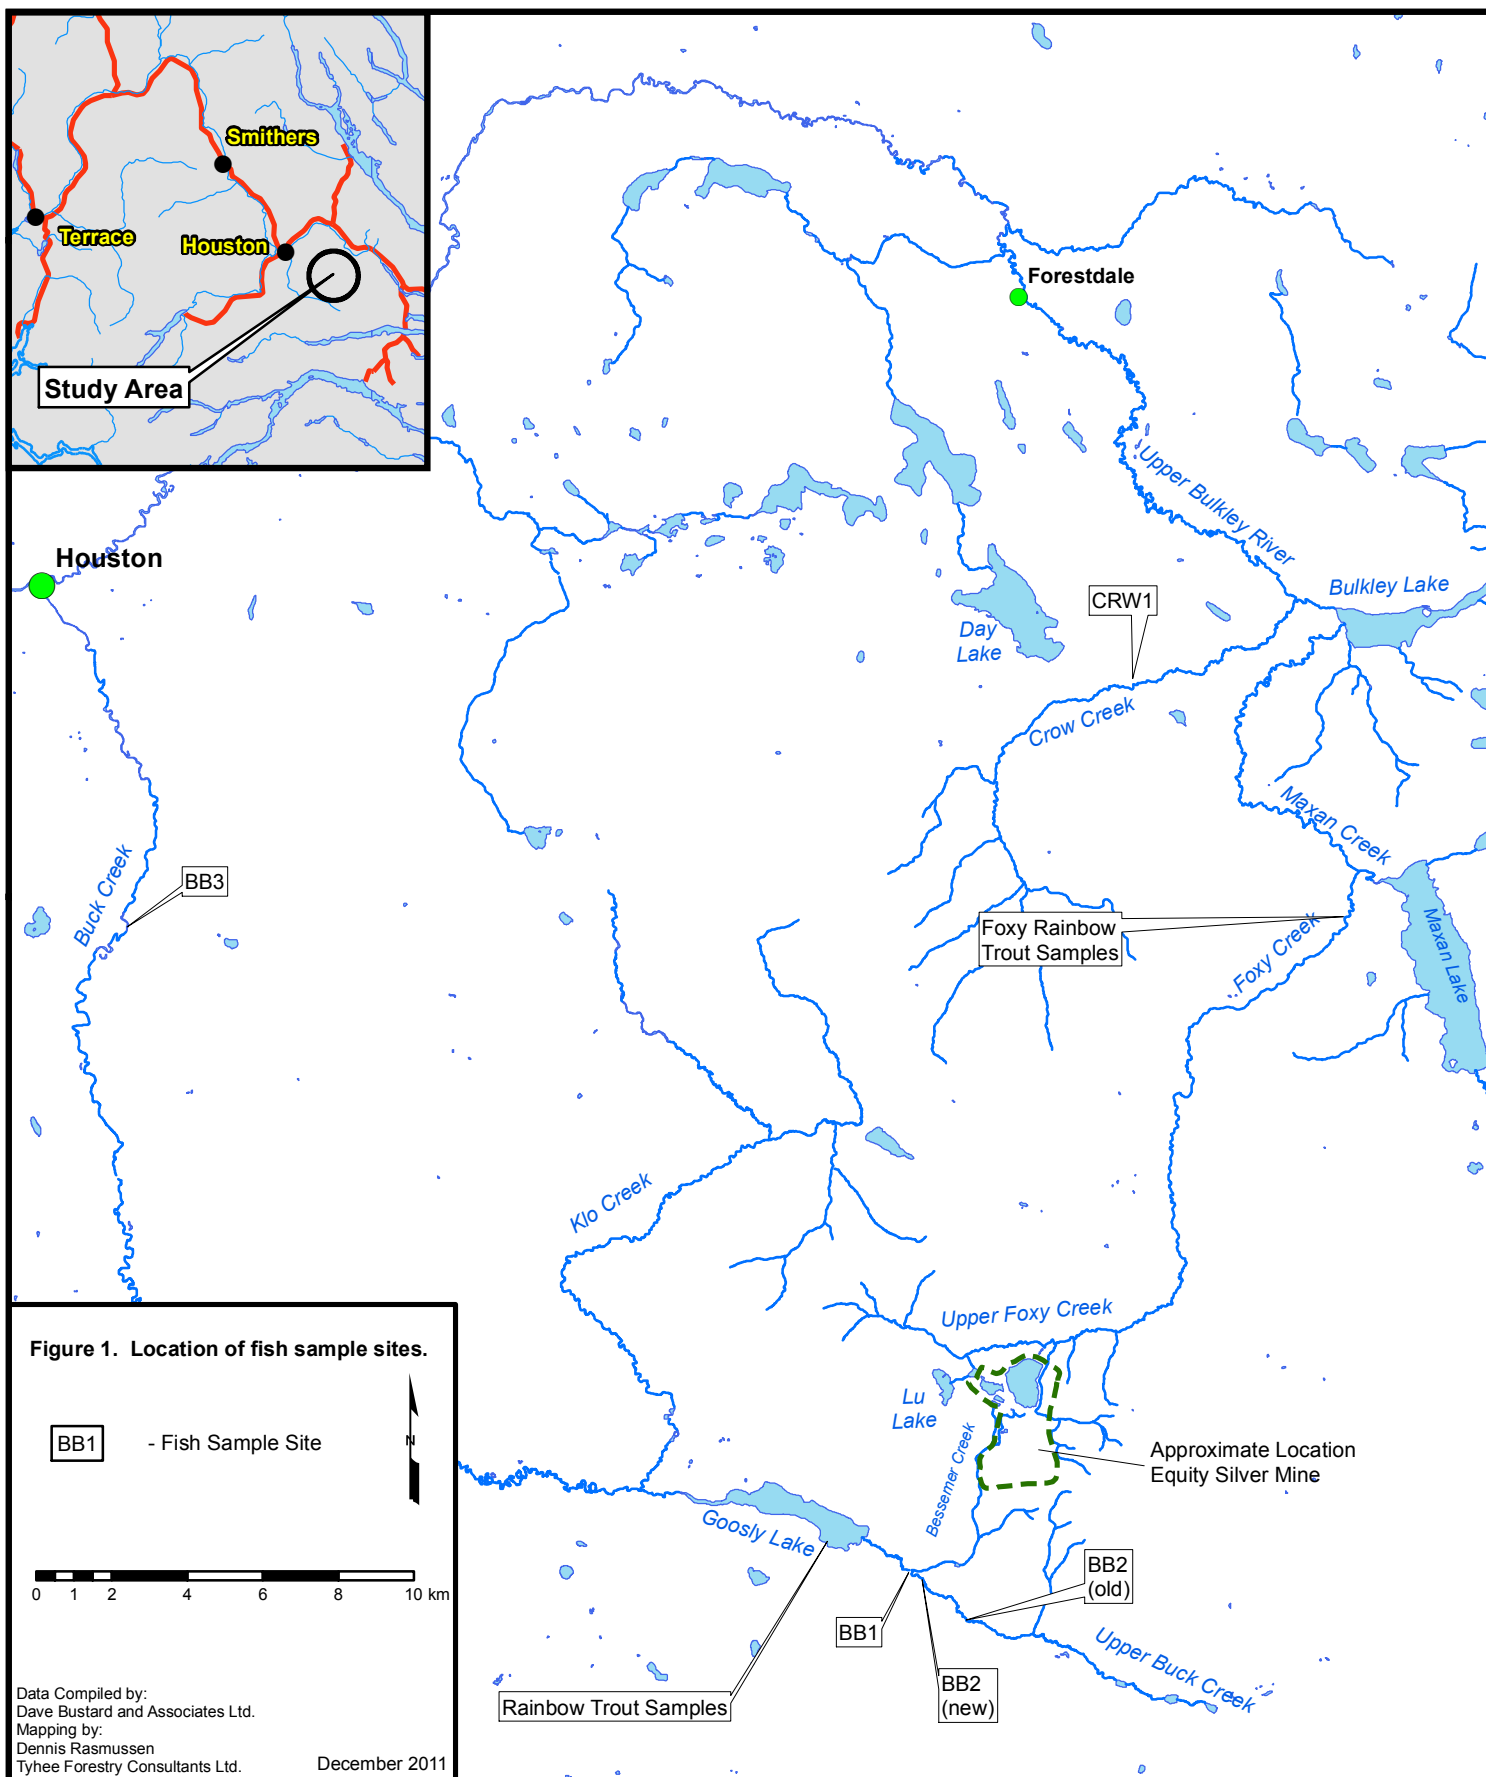 Smithers
Terrace
Houston
Study Area
Forestdale
Upper Bulkley River
Houston
Bulkley Lake
CRW1
Day
Lake
Crow Creek
Maxan Creek
Buck Creek
BB3
Foxy Rainbow
Trout Samples
Foxy Creek
Maxan Lake
Klo Creek
Upper Foxy Creek
Lu
Lake
Bessemer Creek
Approximate Location
Equity Silver Mine
Goosly Lake
BB2
(old)
BB1
Upper Buck Creek
BB2
(new)
Rainbow Trout Samples
Figure 1. Location of fish sample sites.
N
BB1
- Fish Sample Site
0 1 2 4 6 8 10 km
Data Compiled by:
Dave Bustard and Associates Ltd.
Mapping by:
Dennis Rasmussen
Tyhee Forestry Consultants Ltd.
December 2011